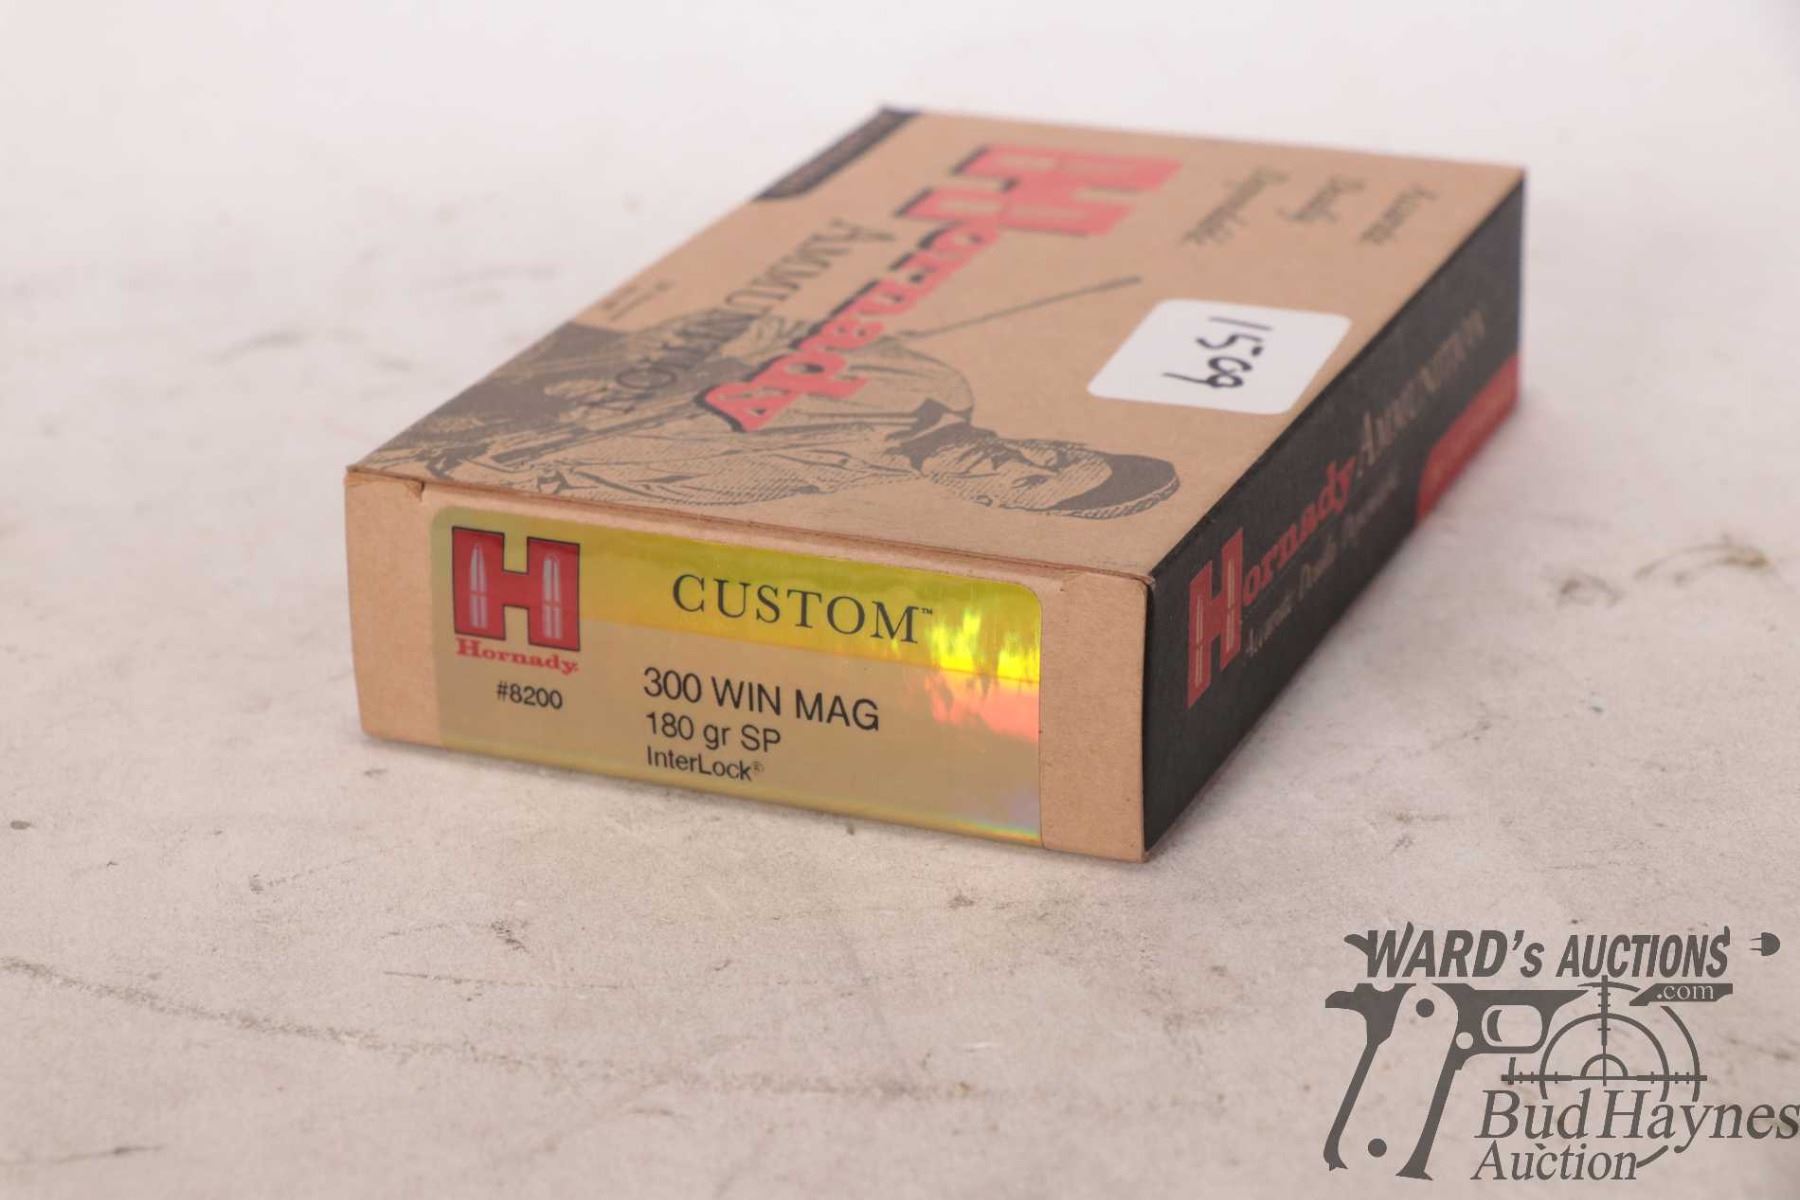 Accurate
Deadly
Dependable
Hornady
AMMUNITION
1509
H
Hornady
#8200
CUSTOM™
300 WIN MAG
180 gr SP
InterLock®
Hornady AMMUNITION
Accurate Deadly Dependable
WARD's AUCTIONS
.com
Bud Haynes
Auction